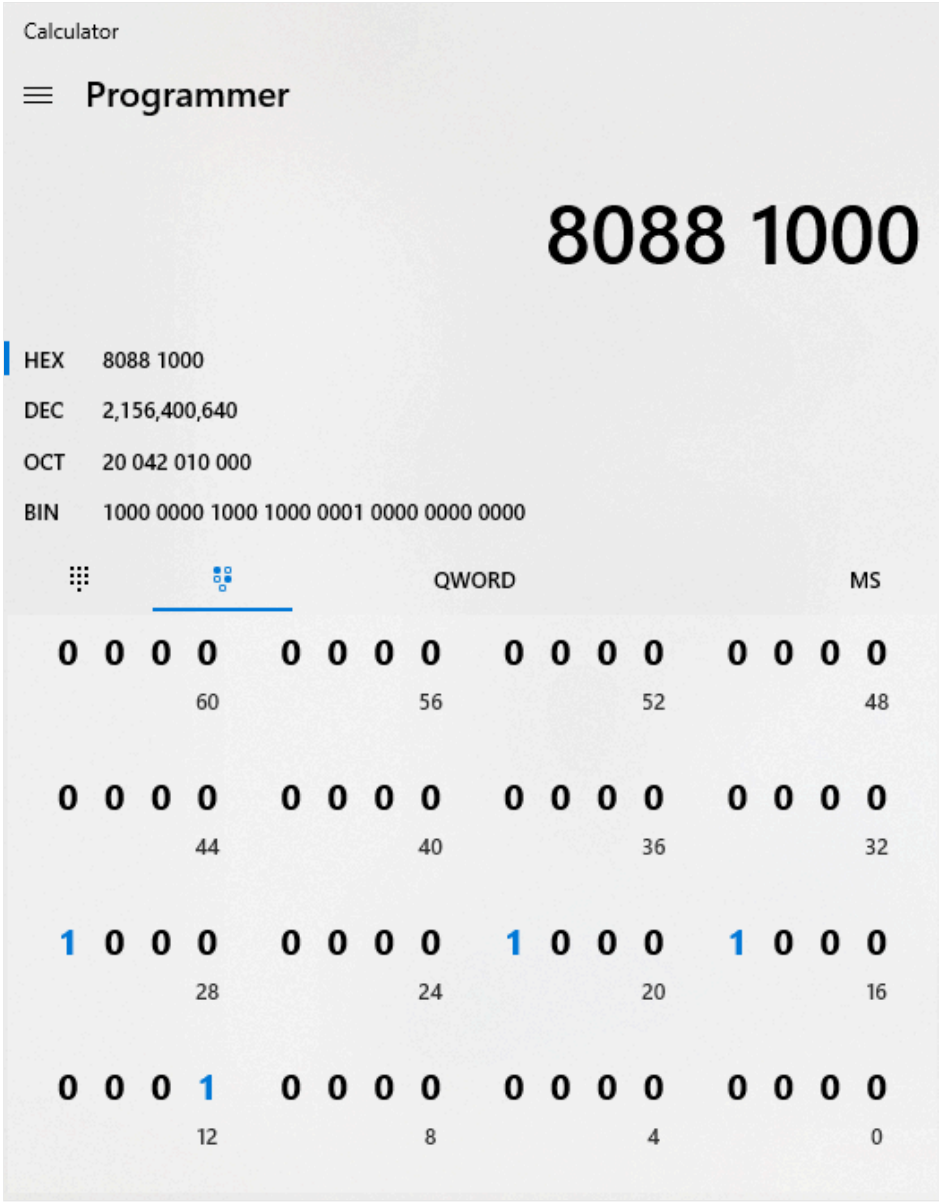 Calculator
Programmer
8088 1000
HEX 8088 1000
DEC 2,156,400,640
OCT 20 042 010 000
BIN 1000 0000 1000 1000 0001 0000 0000 0000
QWORD MS
0 0 0 0 0 0 0 0 0 0 0 0 0 0 0 0
60 56 52 48
0 0 0 0 0 0 0 0 0 0 0 0 0 0 0 0
44 40 36 32
1 0 0 0 0 0 0 0 1 0 0 0 1 0 0 0
28 24 20 16
0 0 0 1 0 0 0 0 0 0 0 0 0 0 0 0
12 8 4 0